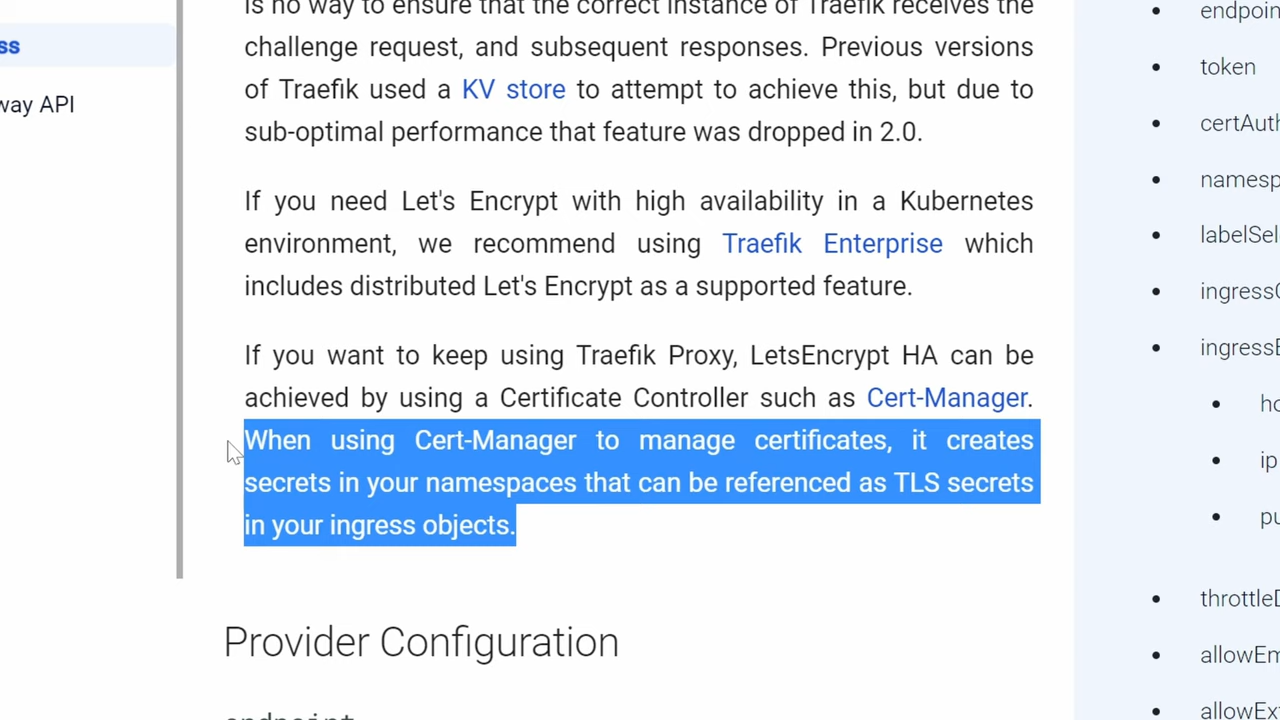 ss
way API
is no way to ensure that the correct instance of Traefik receives the
challenge request, and subsequent responses. Previous versions
of Traefik used a KV store to attempt to achieve this, but due to
sub-optimal performance that feature was dropped in 2.0.
If you need Let's Encrypt with high availability in a Kubernetes
environment, we recommend using Traefik Enterprise which
includes distributed Let's Encrypt as a supported feature.
If you want to keep using Traefik Proxy, LetsEncrypt HA can be
achieved by using a Certificate Controller such as Cert-Manager.
When using Cert-Manager to manage certificates, it creates
secrets in your namespaces that can be referenced as TLS secrets
in your ingress objects.
Provider Configuration
endpoint
endpoin
token
certAuth
namesp
labelSel
ingress
ingress
ho
ip
pu
throttle
allowEm
allowEx